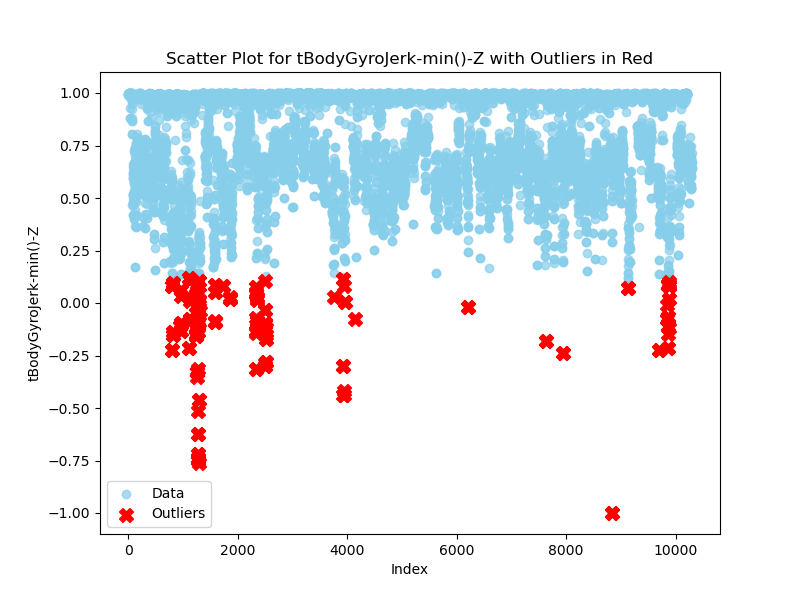 Scatter Plot for tBodyGyroJerk-min()-Z with Outliers in Red
1.00
0.75
0.50
0.25
0.00
−0.25
−0.50
−0.75
−1.00
tBodyGyroJerk-min()-Z
Data
Outliers
0 2000 4000 6000 8000 10000
Index